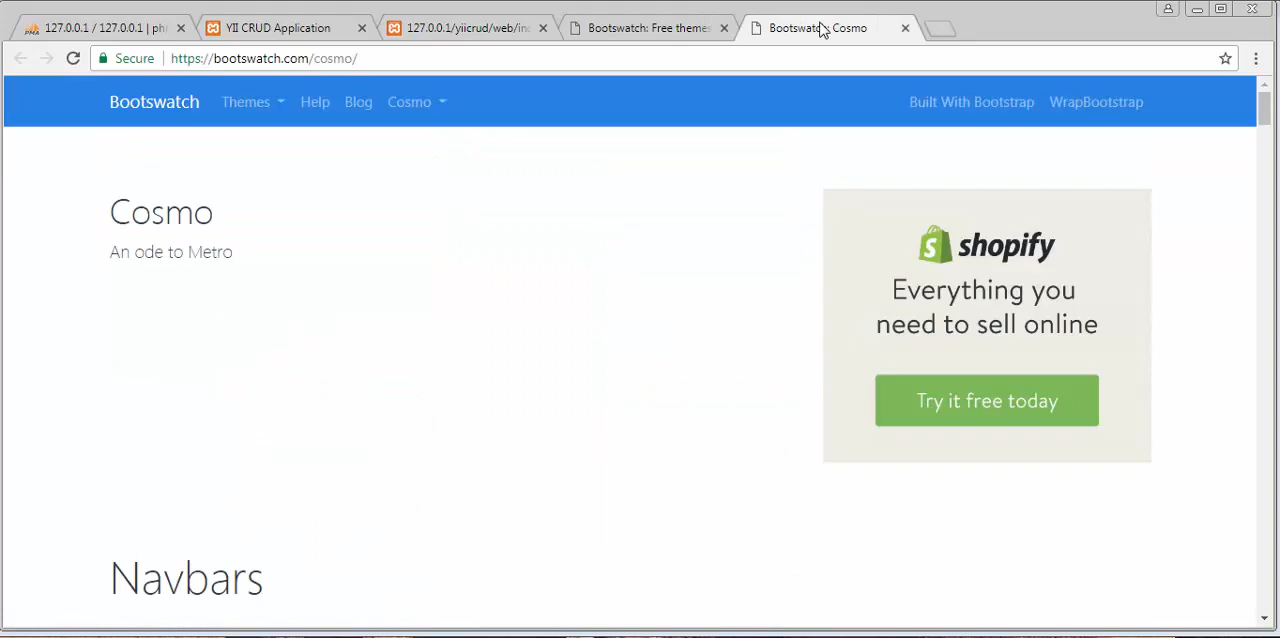 127.0.0.1 / 127.0.0.1 | ph
YII CRUD Application
127.0.0.1/yiicrud/web/in
Bootswatch: Free themes
Bootswatch: Cosmo
Secure
https://bootswatch.com/cosmo/
Bootswatch
Themes
Help
Blog
Cosmo
Built With Bootstrap
WrapBootstrap
Cosmo
An ode to Metro
shopify
Everything you
need to sell online
Try it free today
Navbars